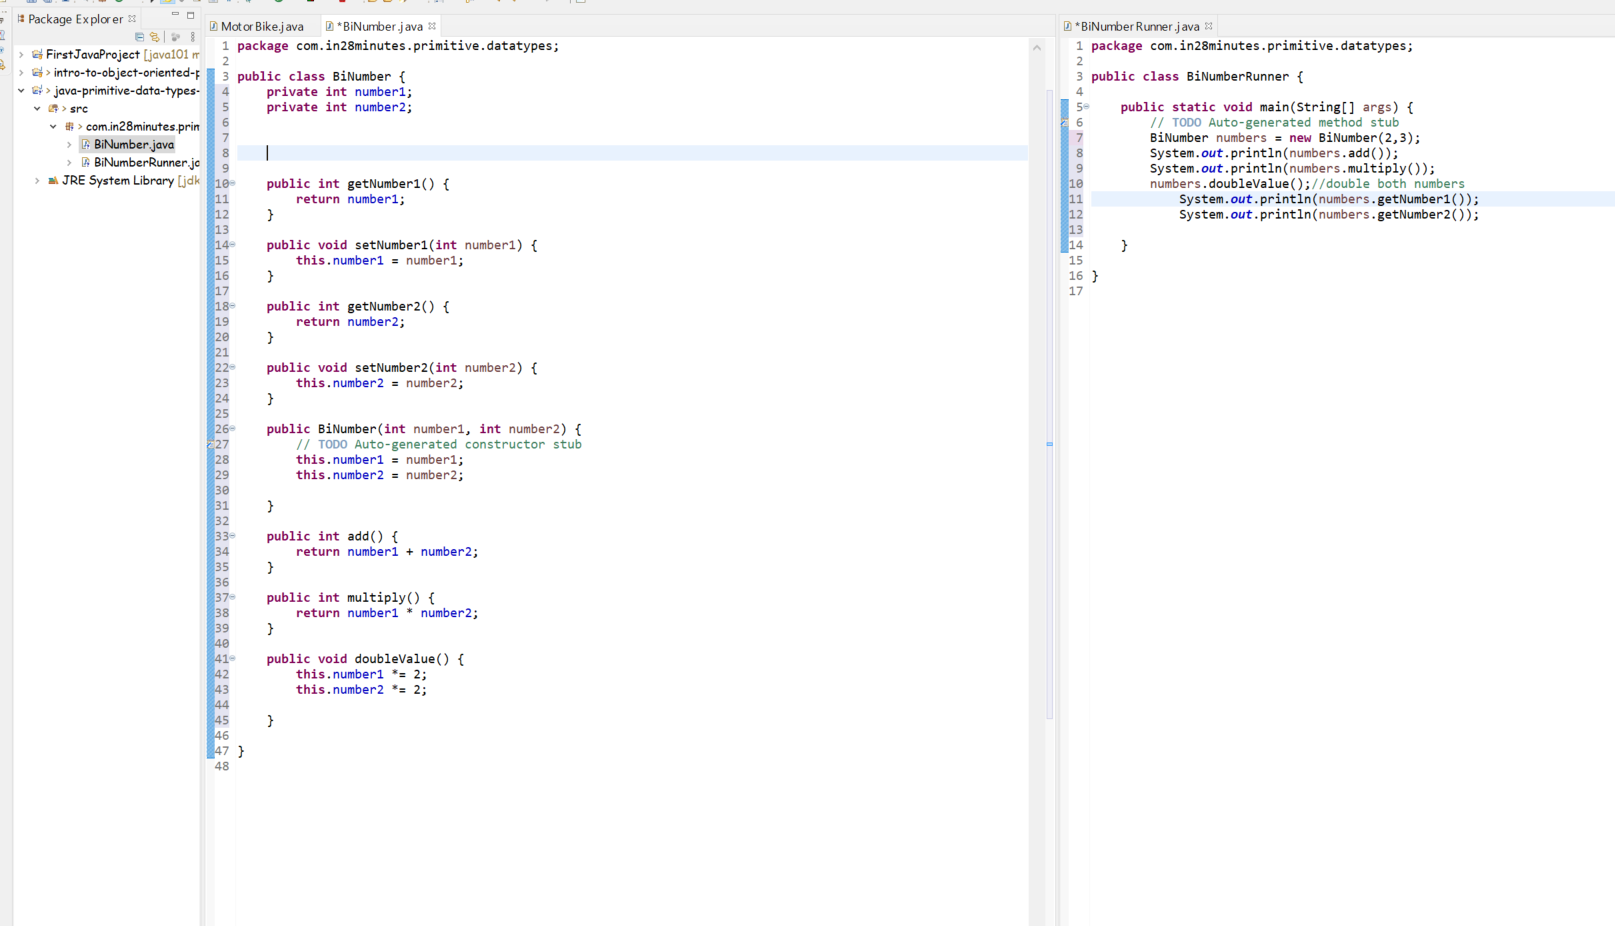 Package Explorer
FirstJavaProject [java101 m
intro-to-object-oriented-p
java-primitive-data-types-
src
com.in28minutes.prim
BiNumber.java
BiNumberRunner.ja
JRE System Library [jdk
MotorBike.java
*BiNumber.java
1 package com.in28minutes.primitive.datatypes;
2
3 public class BiNumber {
4 private int number1;
5 private int number2;
6
7
8
9
10 public int getNumber1() {
11 return number1;
12 }
13
14 public void setNumber1(int number1) {
15 this.number1 = number1;
16 }
17
18 public int getNumber2() {
19 return number2;
20 }
21
22 public void setNumber2(int number2) {
23 this.number2 = number2;
24 }
25
26 public BiNumber(int number1, int number2) {
27 // TODO Auto-generated constructor stub
28 this.number1 = number1;
29 this.number2 = number2;
30
31 }
32
33 public int add() {
34 return number1 + number2;
35 }
36
37 public int multiply() {
38 return number1 * number2;
39 }
40
41 public void doubleValue() {
42 this.number1 *= 2;
43 this.number2 *= 2;
44
45 }
46
47 }
48
*BiNumberRunner.java
1 package com.in28minutes.primitive.datatypes;
2
3 public class BiNumberRunner {
4
5 public static void main(String[] args) {
6 // TODO Auto-generated method stub
7 BiNumber numbers = new BiNumber(2,3);
8 System.out.println(numbers.add());
9 System.out.println(numbers.multiply());
10 numbers.doubleValue();//double both numbers
11 System.out.println(numbers.getNumber1());
12 System.out.println(numbers.getNumber2());
13
14 }
15
16 }
17